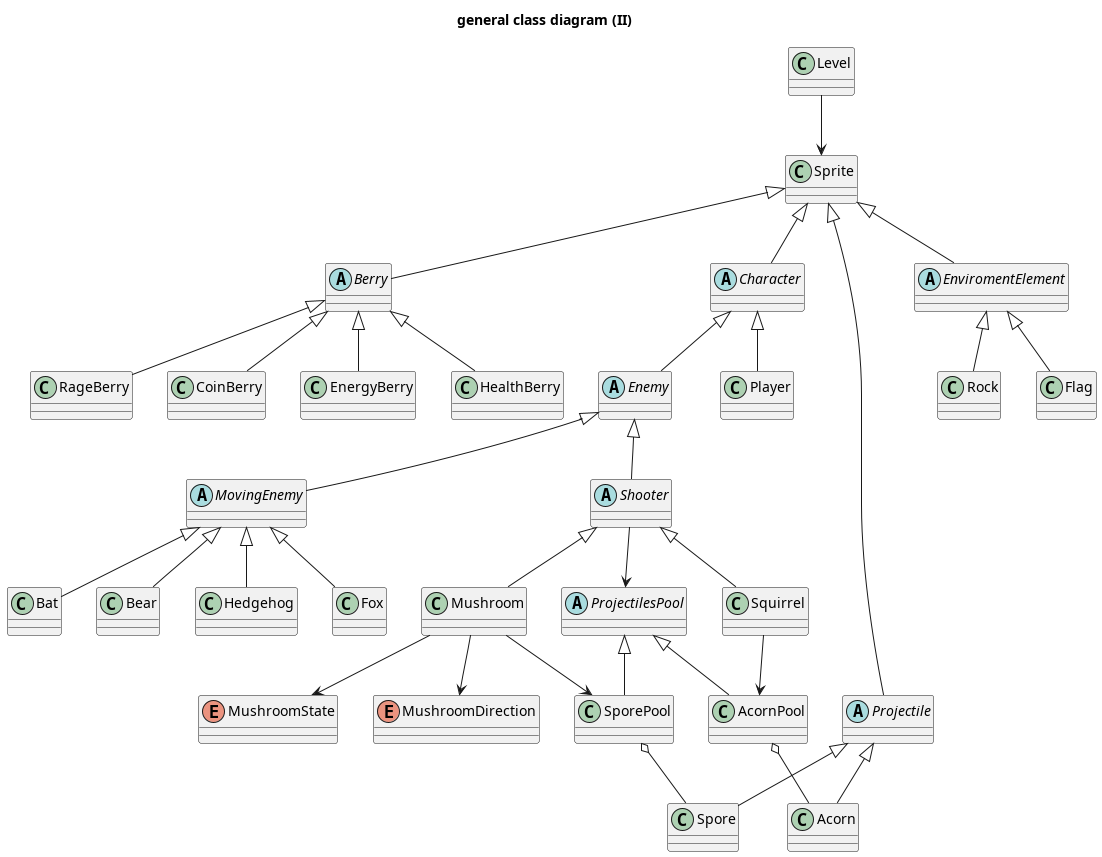 general class diagram (II)
C Level
C Sprite
A Berry
A Character
A EnviromentElement
C RageBerry
C CoinBerry
C EnergyBerry
C HealthBerry
A Enemy
C Player
C Rock
C Flag
A MovingEnemy
A Shooter
C Bat
C Bear
C Hedgehog
C Fox
C Mushroom
A ProjectilesPool
C Squirrel
E MushroomState
E MushroomDirection
C SporePool
C AcornPool
A Projectile
C Spore
C Acorn